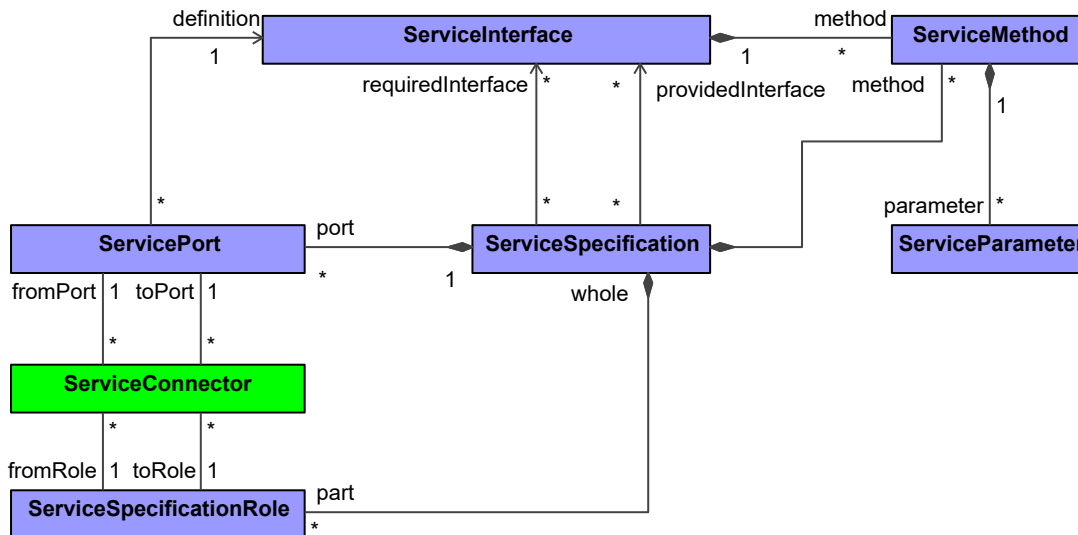 definition
method
ServiceInterface
ServiceMethod
1
1
*
requiredInterface
*
*
providedInterface
method
*
1
*
*
*
parameter
*
port
ServicePort
ServiceSpecification
ServiceParameter
*
1
fromPort
1
toPort
1
whole
*
*
ServiceConnector
*
*
fromRole
1
toRole
1
part
ServiceSpecificationRole
*